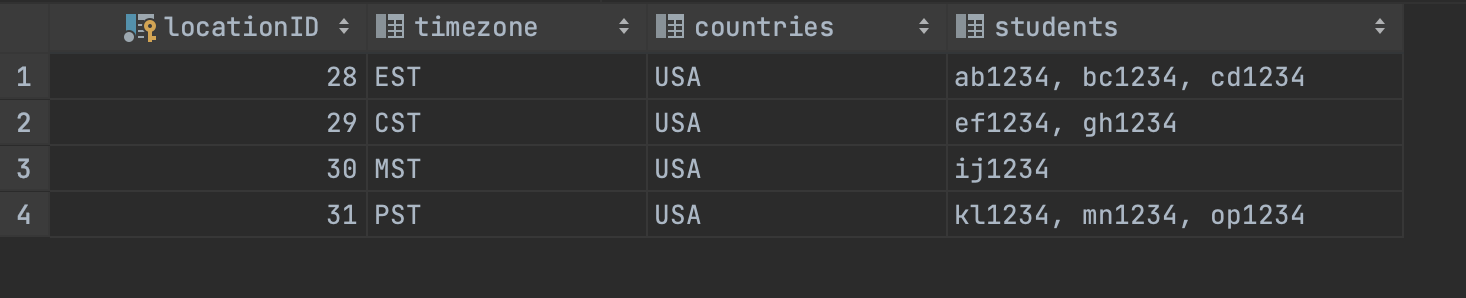 locationID timezone countries students
1 28 EST USA ab1234, bc1234, cd1234
2 29 CST USA ef1234, gh1234
3 30 MST USA ij1234
4 31 PST USA kl1234, mn1234, op1234